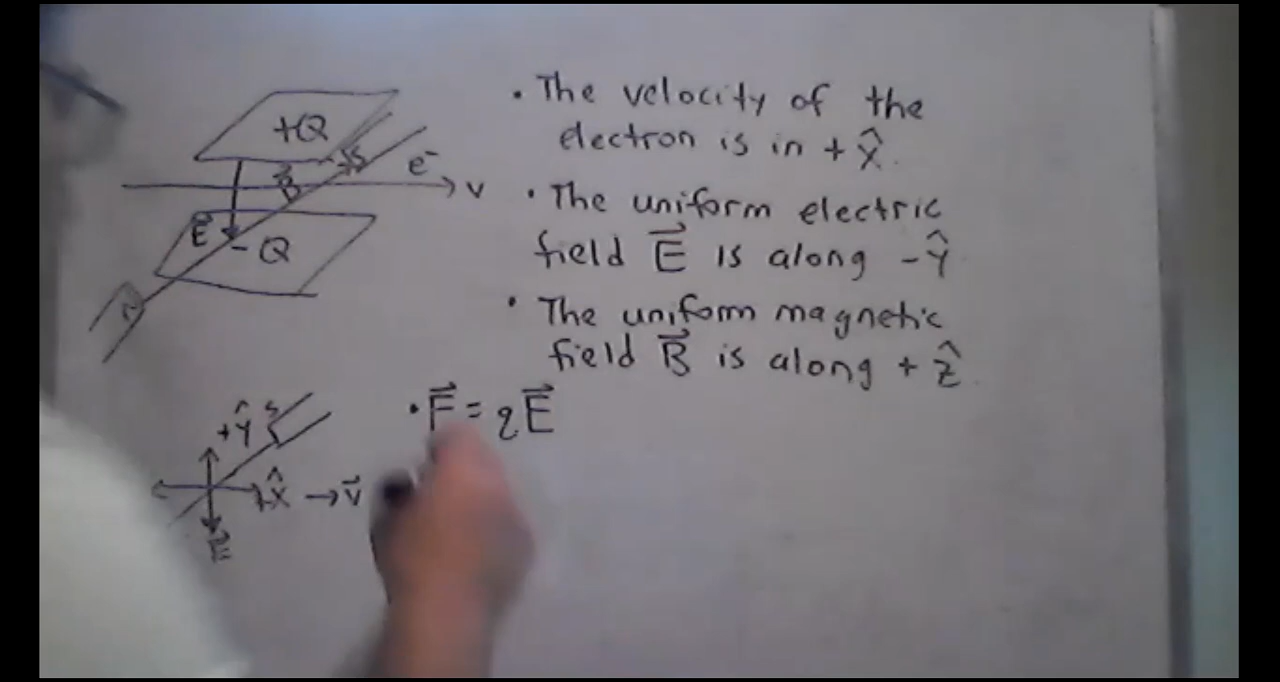 +Q
S
B⃗
e⁻
v
E⃗
- Q
N
• The velocity of the
electron is in + X̂.
• The uniform electric
field E⃗ is along - Ŷ
• The uniform magnetic
field B⃗ is along + Ẑ
+Ŷ
S
+X̂ → v⃗
• F⃗ = qE⃗